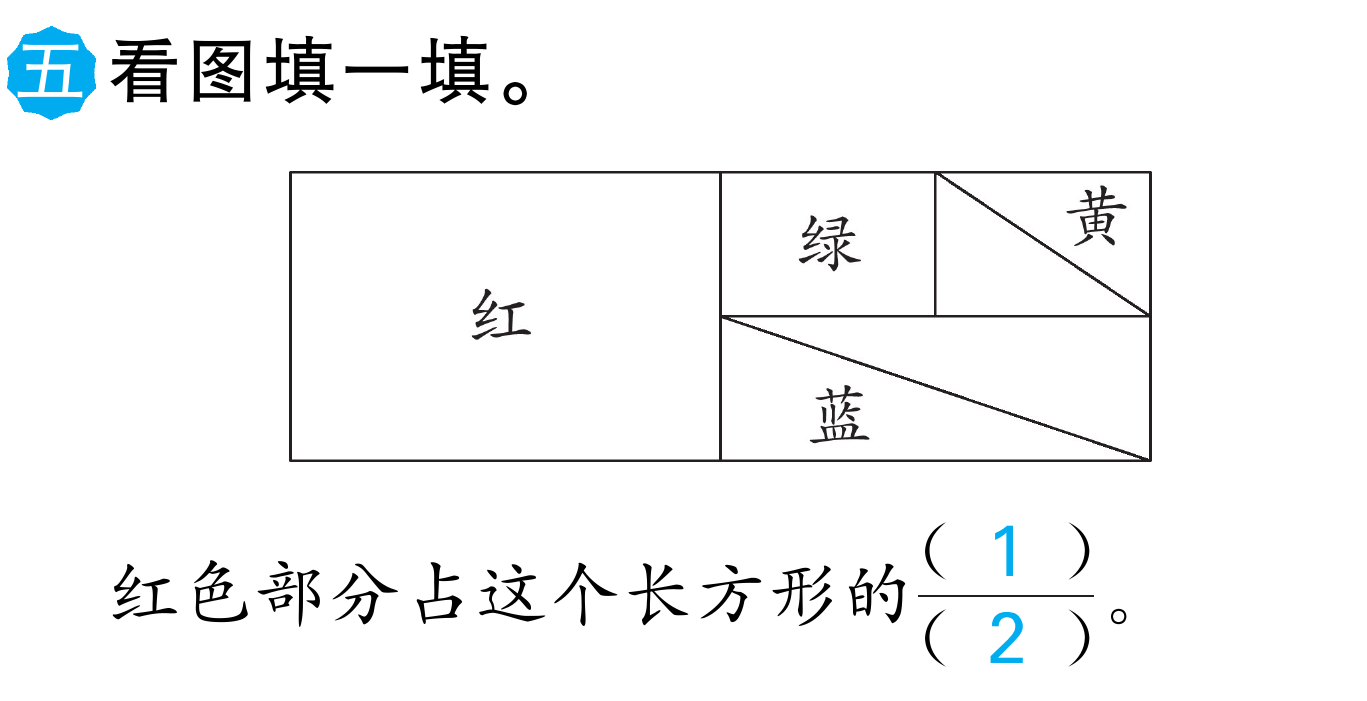 五 看图填一填。
红 绿 黄
蓝
红色部分占这个长方形的( 1 )/( 2 )。